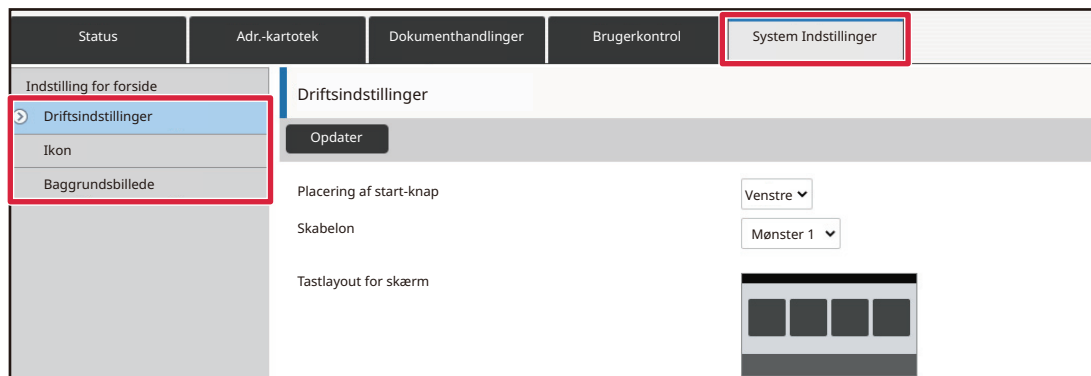 Status Adr.-kartotek Dokumenthandlinger Brugerkontrol System Indstillinger
Indstilling for forside
Driftsindstillinger
Ikon
Baggrundsbillede
Driftsindstillinger
Opdater
Placering af start-knap Venstre
Skabelon Mønster 1
Tastlayout for skærm